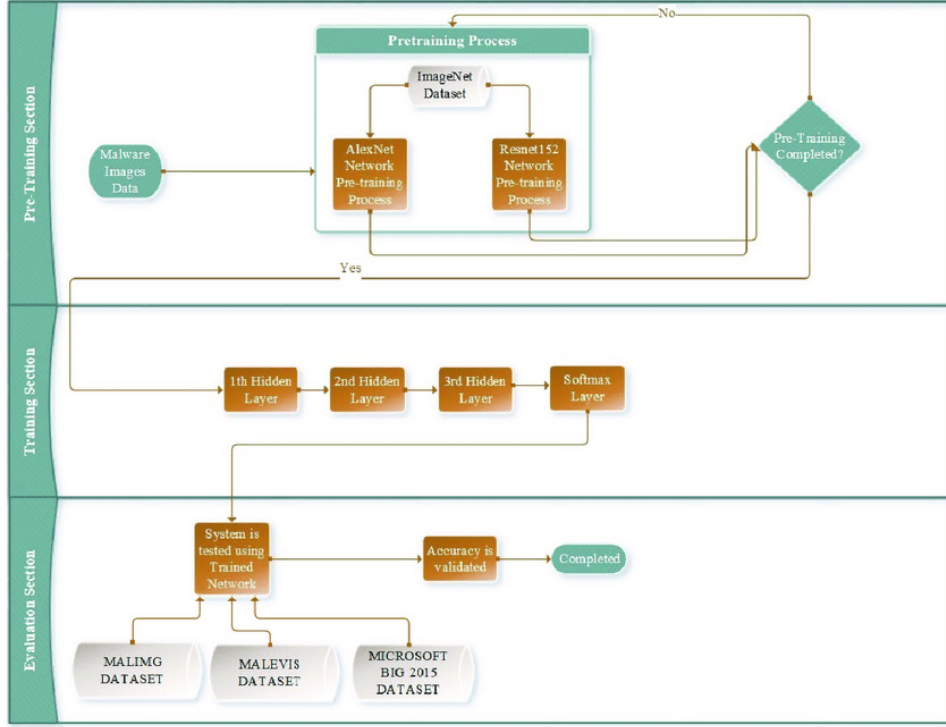 Pre-Training Section
No
Pretraining Process
ImageNet
Dataset
Malware
Images
Data
AlexNet
Network
Pre-training
Process
Resnet152
Network
Pre-training
Process
Pre-Training
Completed?
Yes
Training Section
1th Hidden
Layer
2nd Hidden
Layer
3rd Hidden
Layer
Softmax
Layer
Evaluation Section
System is
tested using
Trained
Network
Accuracy is
validated
Completed
MALIMG
DATASET
MALEVIS
DATASET
MICROSOFT
BIG 2015
DATASET